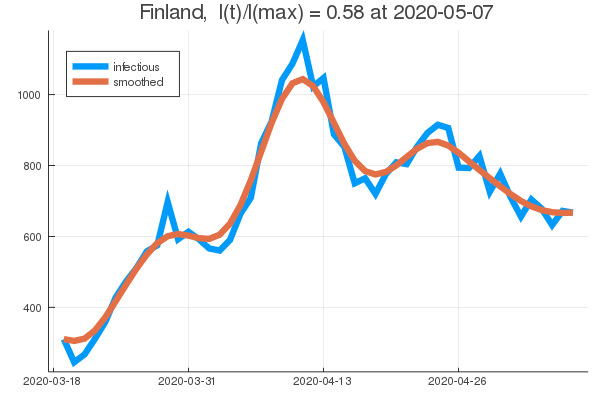 Finland,  I(t)/I(max) = 0.58 at 2020-05-07
infectious
smoothed
1000
800
600
400
2020-03-18 2020-03-31 2020-04-13 2020-04-26